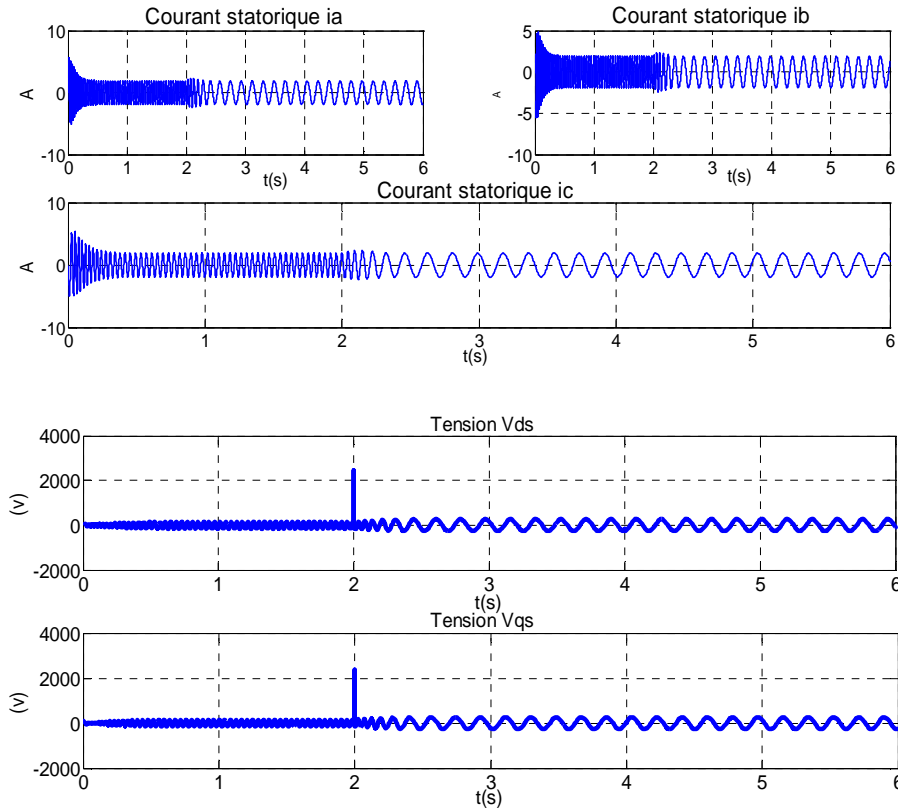 Courant statorique ia
10
0
-10
A
0 1 2 3 4 5 6
t(s)
Courant statorique ib
5
0
-5
-10
A
0 1 2 3 4 5 6
t(s)
Courant statorique ic
10
0
-10
A
0 1 2 3 4 5 6
t(s)
Tension Vds
4000
2000
0
-2000
(v)
0 1 2 3 4 5 6
t(s)
Tension Vqs
4000
2000
0
-2000
(v)
0 1 2 3 4 5 6
t(s)